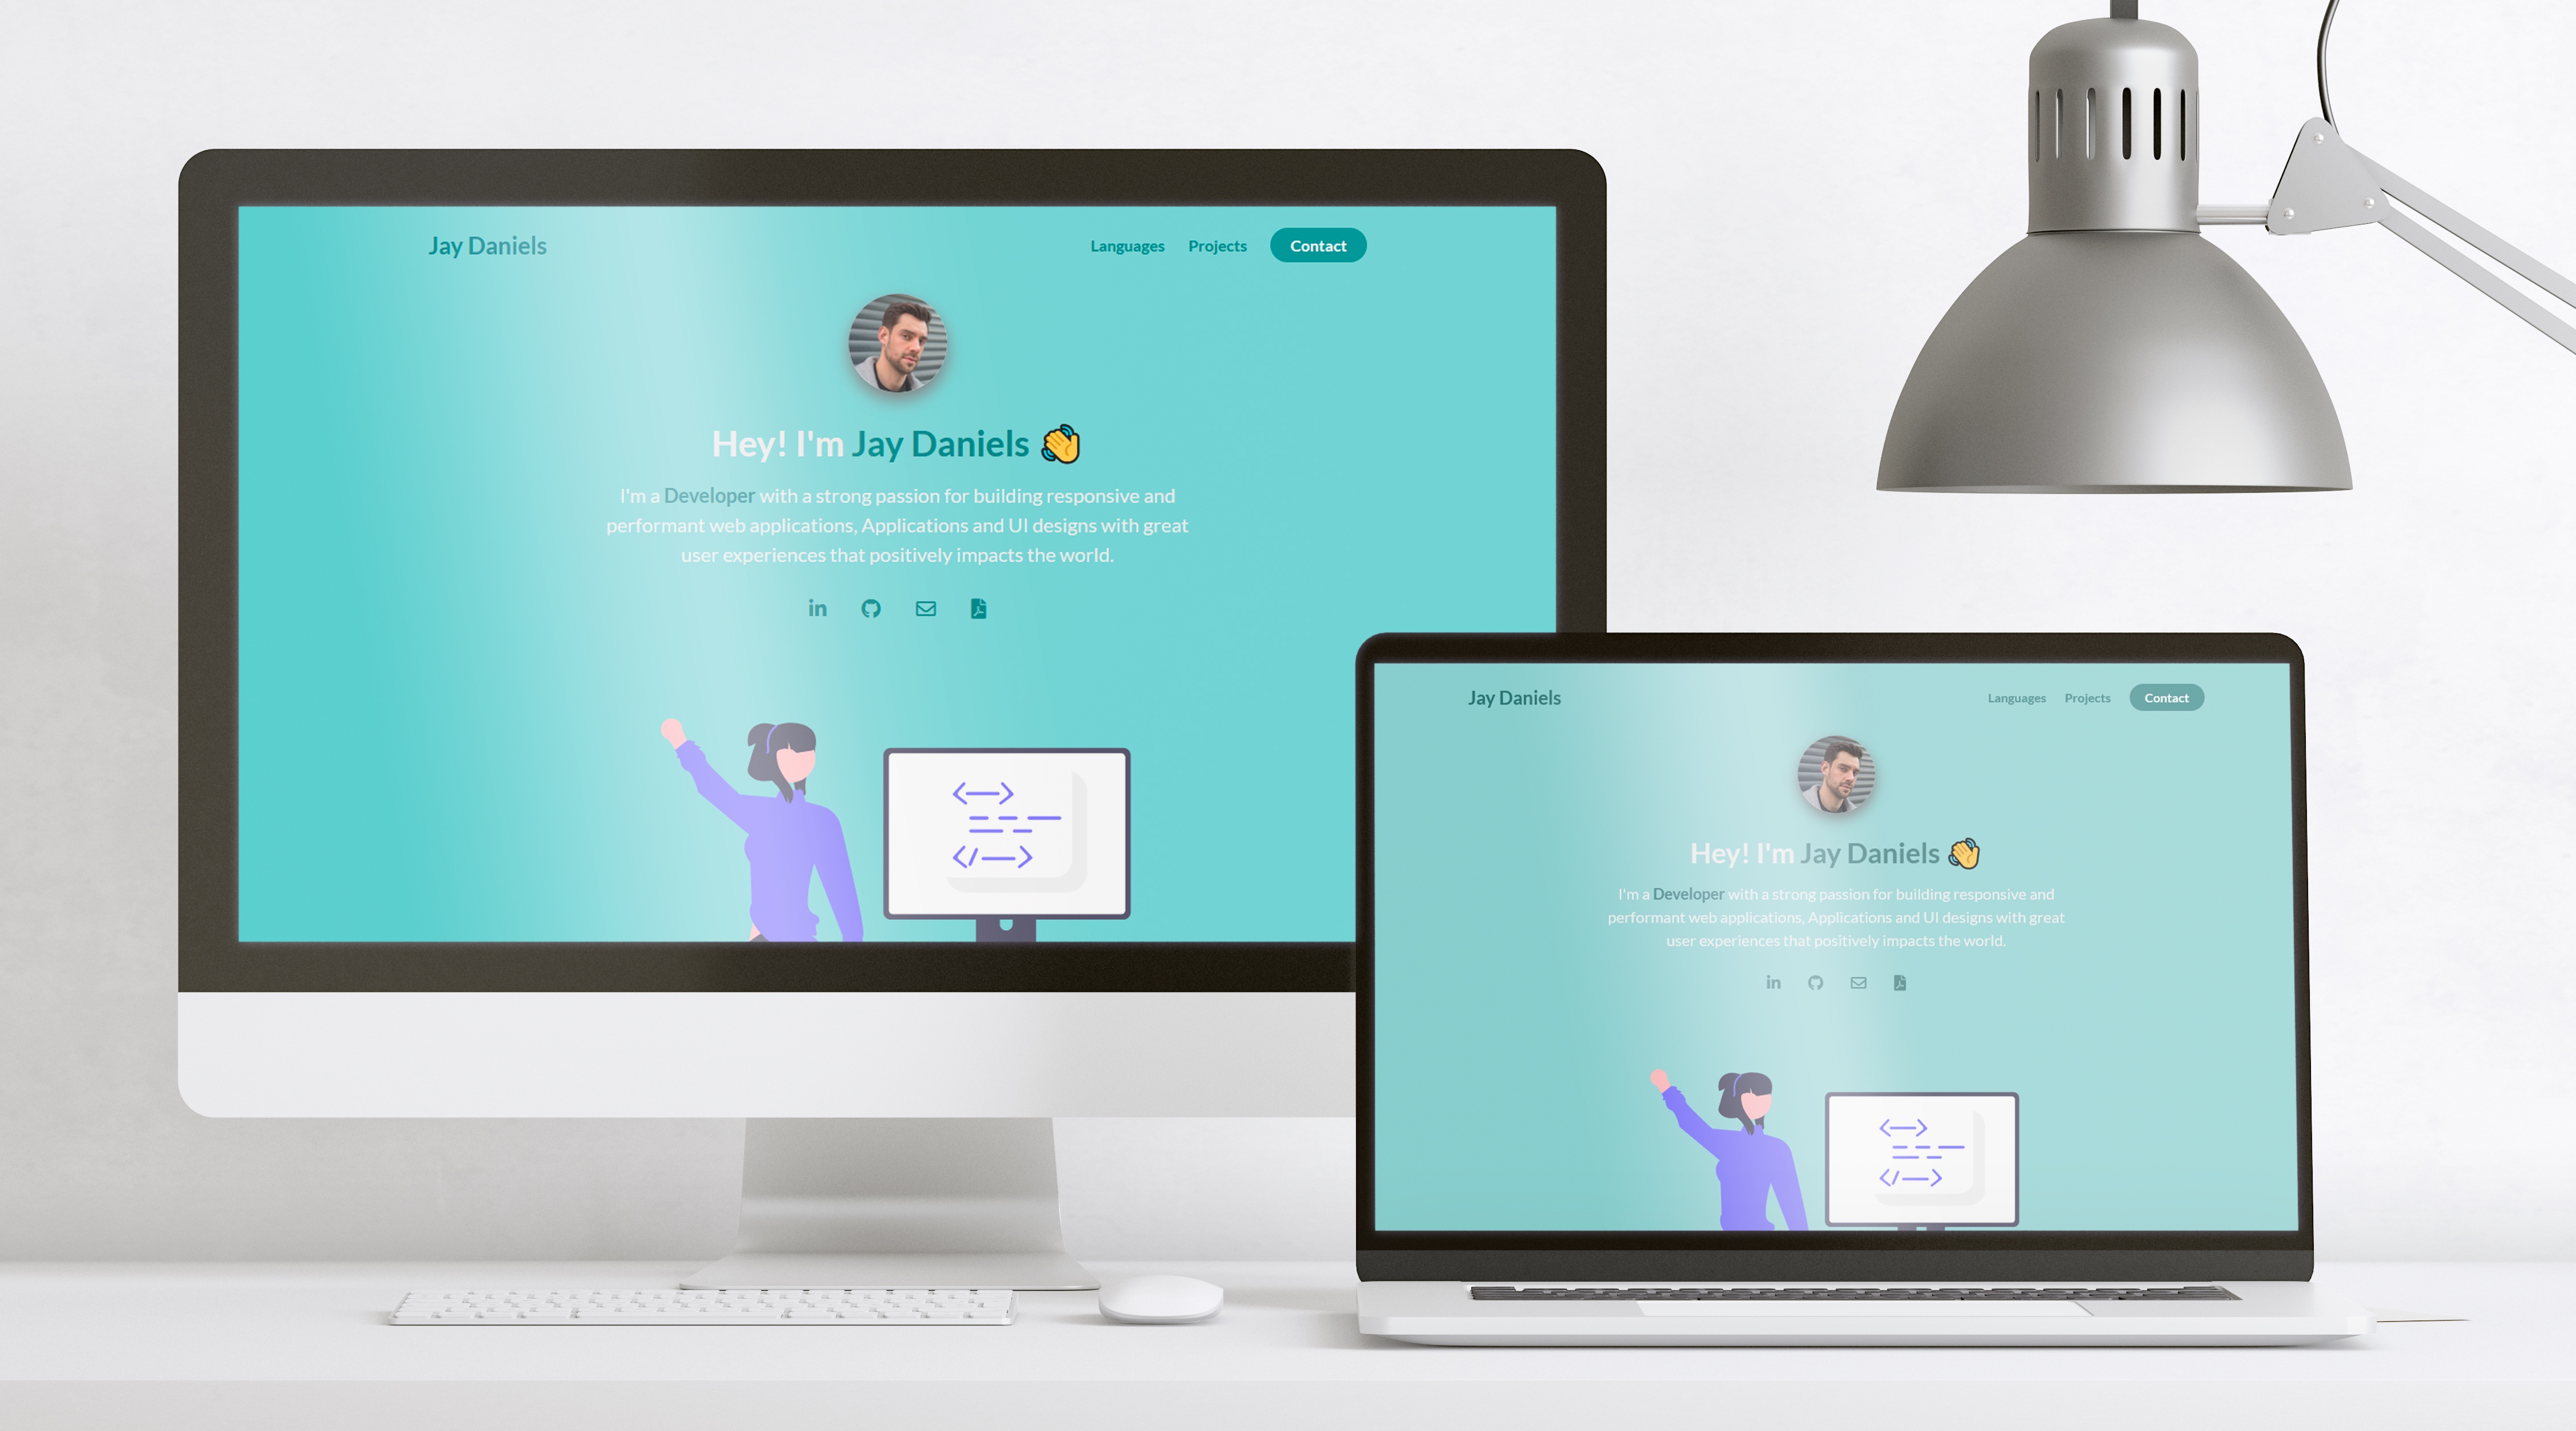 Jay Daniels
Languages Projects Contact
Hey! I'm Jay Daniels 👋
I'm a Developer with a strong passion for building responsive and
performant web applications, Applications and UI designs with great
user experiences that positively impacts the world.
in
Jay Daniels
Languages Projects Contact
Hey! I'm Jay Daniels 👋
I'm a Developer with a strong passion for building responsive and
performant web applications, Applications and UI designs with great
user experiences that positively impacts the world.
in